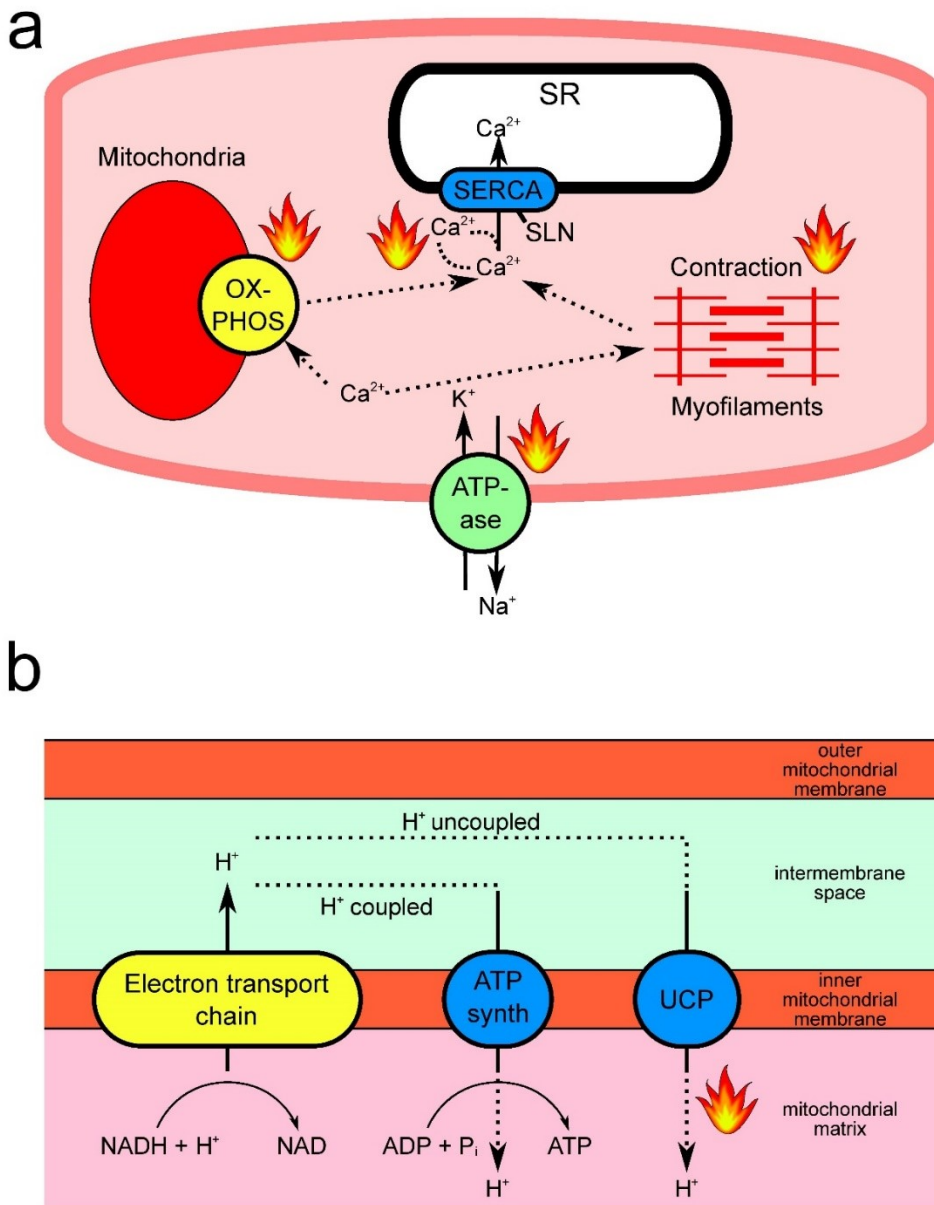 a
SR
Ca²⁺
Mitochondria
SERCA
Ca²⁺
SLN
Ca²⁺
Contraction
OX-
PHOS
Ca²⁺
K⁺
Myofilaments
ATP-
ase
Na⁺
b
outer
mitochondrial
membrane
H⁺ uncoupled
H⁺
H⁺ coupled
intermembrane
space
Electron transport
chain
ATP
synth
UCP
inner
mitochondrial
membrane
NADH + H⁺
NAD
ADP + Pᵢ
ATP
mitochondrial
matrix
H⁺
H⁺